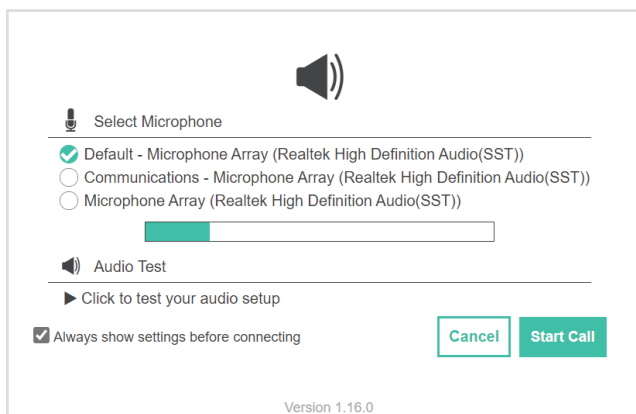 Select Microphone
Default - Microphone Array (Realtek High Definition Audio(SST))
Communications - Microphone Array (Realtek High Definition Audio(SST))
Microphone Array (Realtek High Definition Audio(SST))
Audio Test
Click to test your audio setup
Always show settings before connecting
Cancel
Start Call
Version 1.16.0